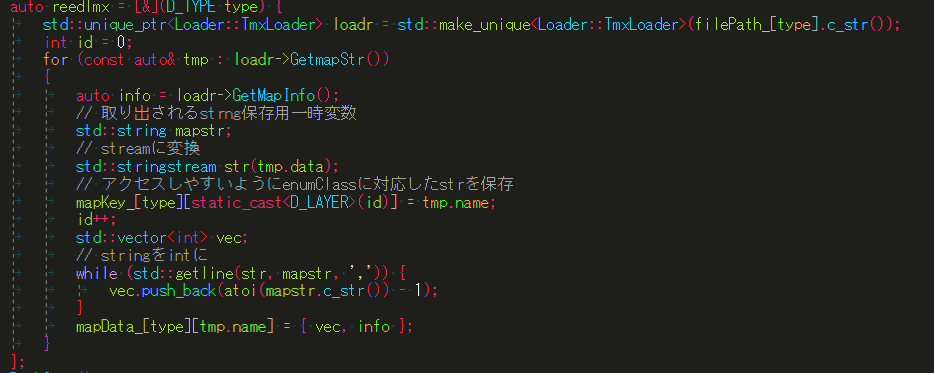 auto reedTmx = [&](D_TYPE type) {
std::unique_ptr<Loader::TmxLoader> loadr = std::make_unique<Loader::TmxLoader>(filePath_[type].c_str());
int id = 0;
for (const auto& tmp : loadr->GetmapStr())
{
auto info = loadr->GetMapInfo();
// 取り出されるstrng保存用一時変数
std::string mapstr;
// streamに変換
std::stringstream str(tmp.data);
// アクセスしやすいようにenumClassに対応したstrを保存
mapKey_[type][static_cast<D_LAYER>(id)] = tmp.name;
id++;
std::vector<int> vec;
// stringをintに
while (std::getline(str, mapstr, ',')) {
vec.push_back(atoi(mapstr.c_str()) - 1);
}
mapData_[type][tmp.name] = { vec, info };
}
};